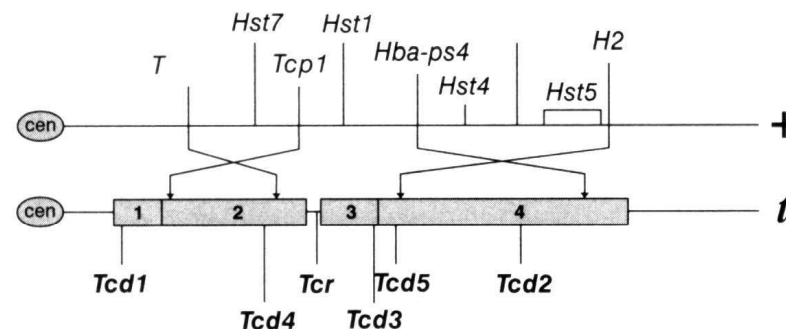 Hst7 Hst1 H2
T Tcp1 Hba-ps4
Hst4 Hst5
cen +
cen 1 2 3 4 t
Tcd1 Tcr Tcd5 Tcd2
Tcd4 Tcd3